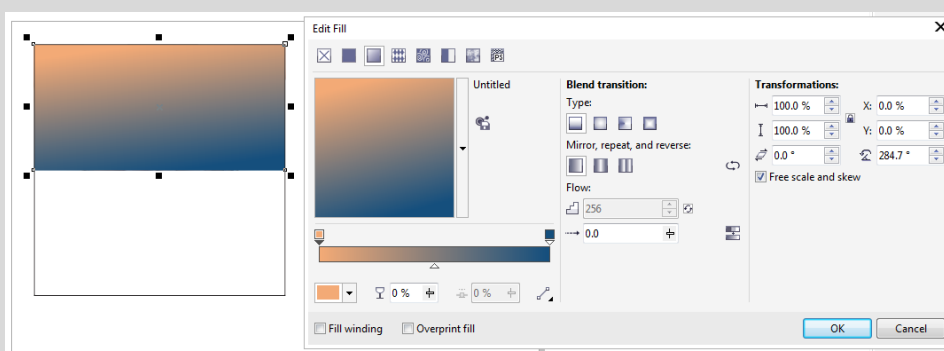 Edit Fill
PS
Untitled
Blend transition:
Type:
Mirror, repeat, and reverse:
Flow:
256
0.0
Transformations:
100.0 % X: 0.0 %
100.0 % Y: 0.0 %
0.0 ° 284.7 °
Free scale and skew
0 % 0 %
Fill winding Overprint fill
OK Cancel